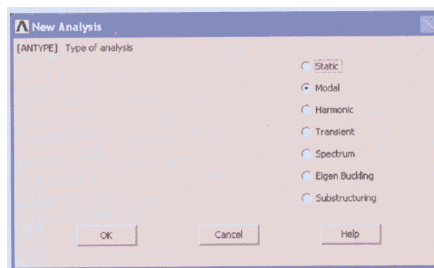 New Analysis
[ANTYPE] Type of analysis
Static
Modal
Harmonic
Transient
Spectrum
Eigen Buckling
Substructuring
OK
Cancel
Help